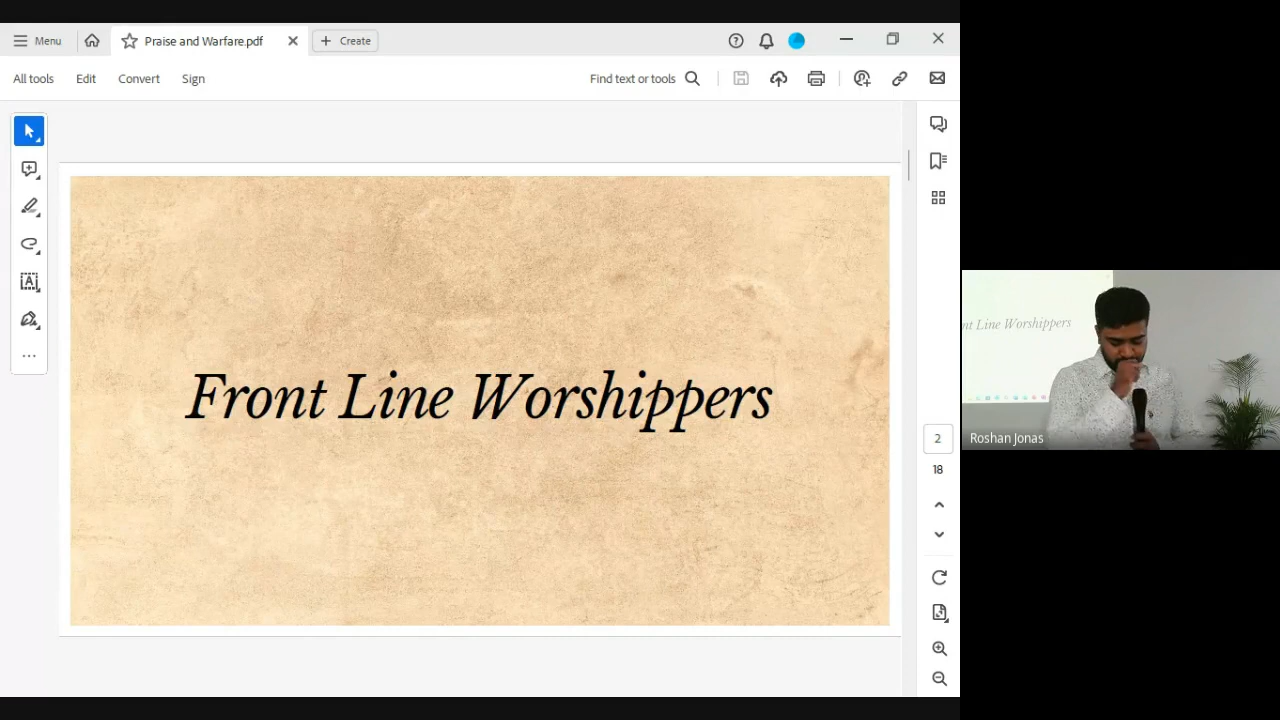 Menu
Praise and Warfare.pdf
Create
All tools
Edit
Convert
Sign
Find text or tools
Front Line Worshippers
2
18
nt Line Worshippers
Roshan Jonas